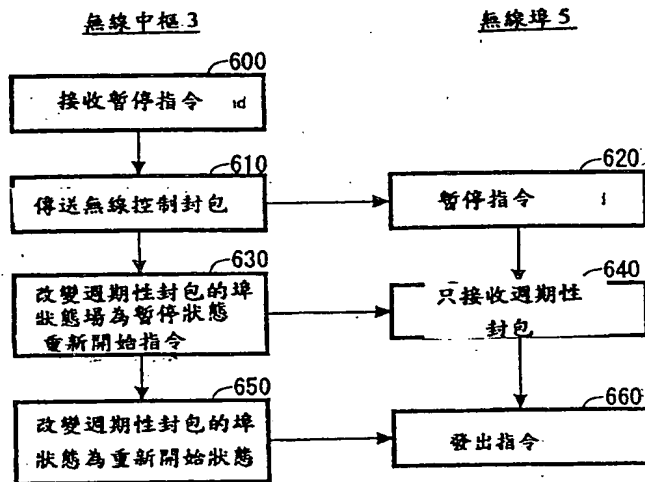 無線中樞 3
無線埠 5
600
接收暫停指令 id
610
傳送無線控制封包
620
暫停指令
630
改變週期性封包的埠
狀態場為暫停狀態
重新開始指令
640
只接收週期性
封包
650
改變週期性封包的埠
狀態為重新開始狀態
660
發出指令